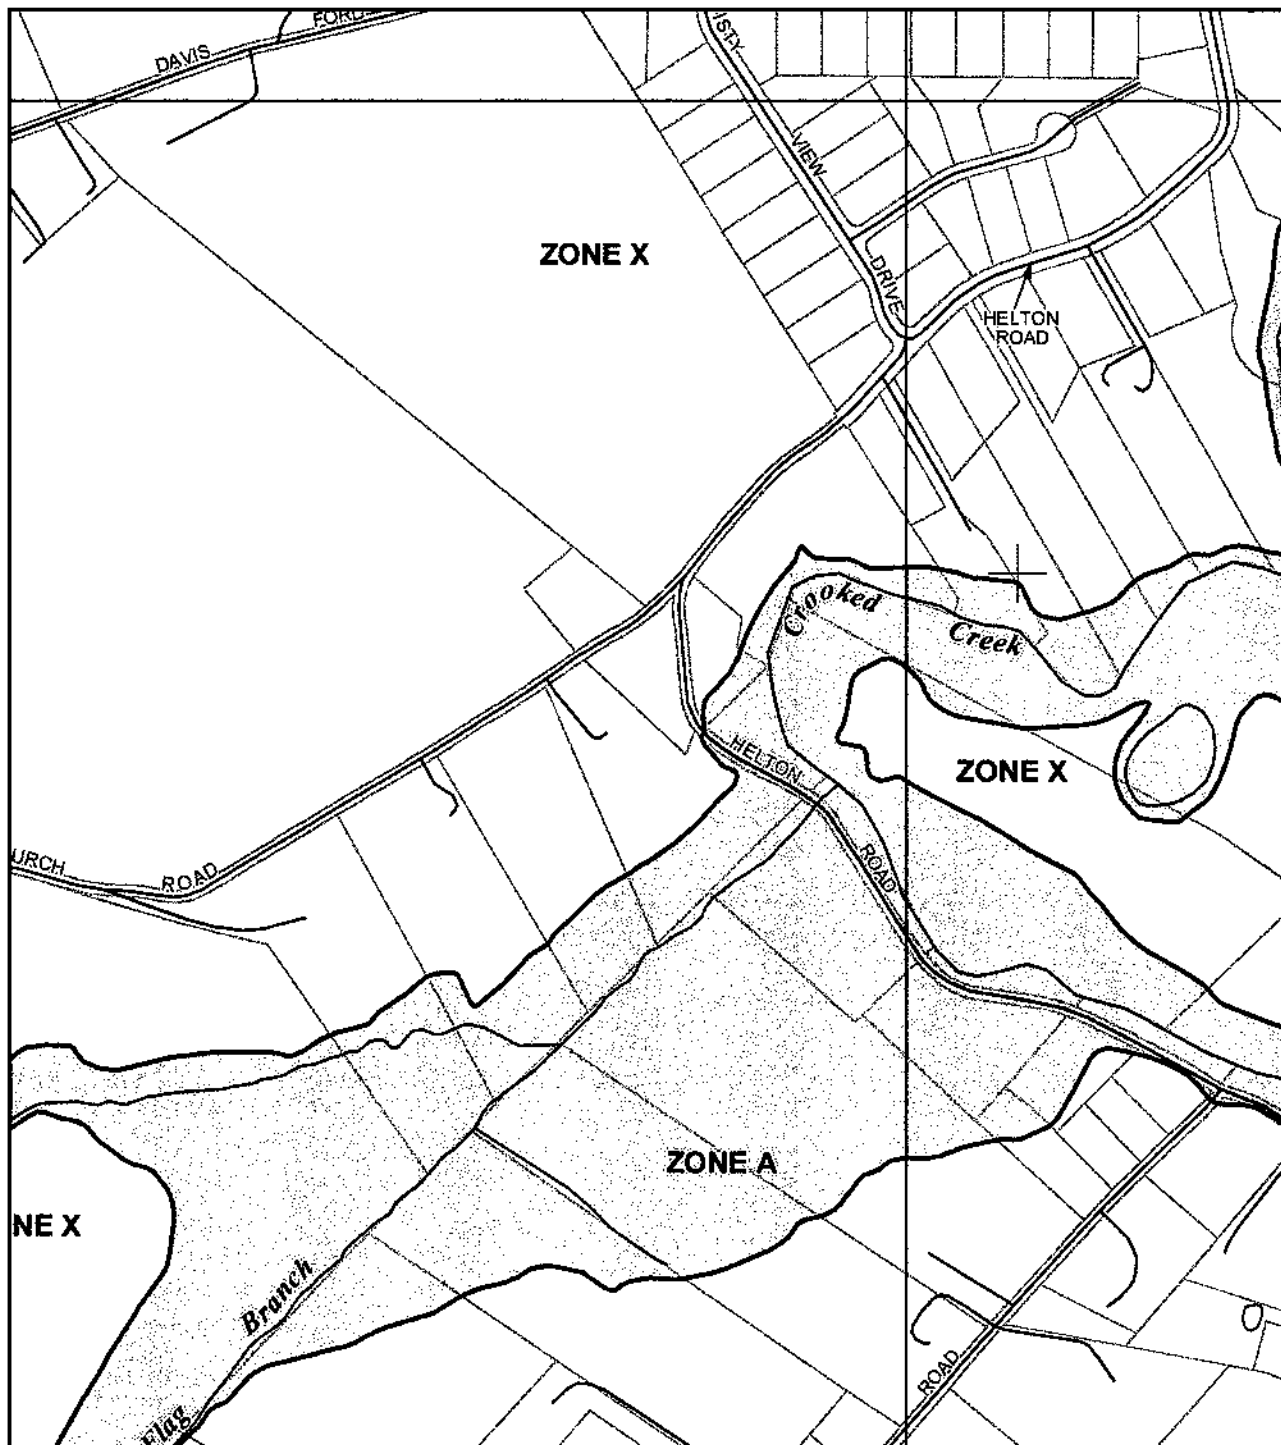 DAVIS
FORD
ISTY
VIEW
DRIVE
ZONE X
HELTON
ROAD
Crooked
Creek
HELTON
ROAD
ZONE X
URCH
ROAD
ZONE A
NE X
Branch
Flag
ROAD